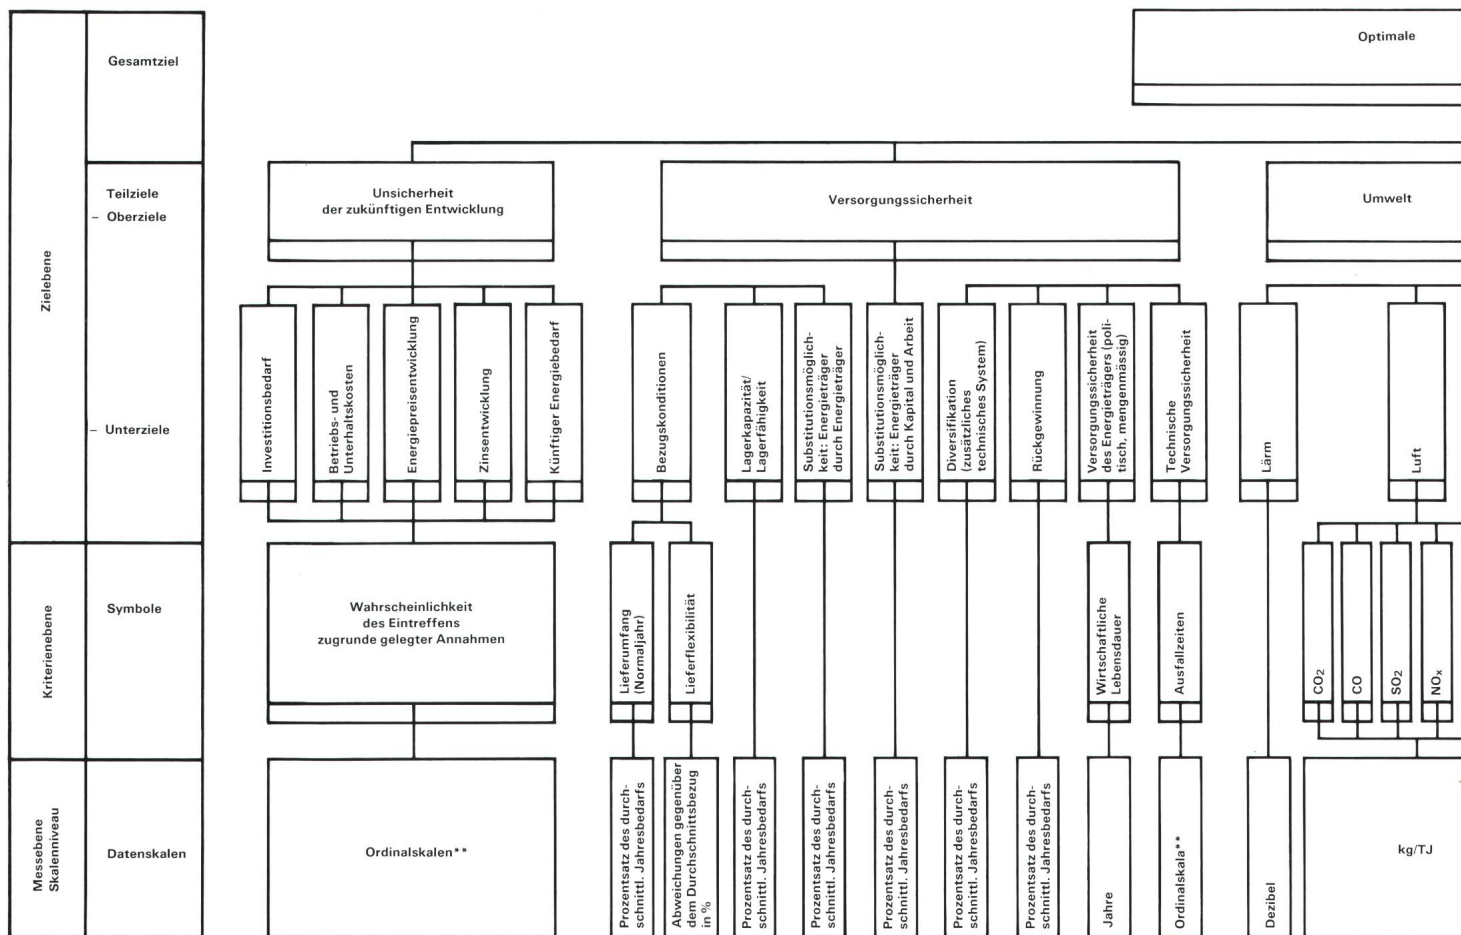 Gesamtziel
Optimale
Zielebene
Teilziele
– Oberziele
Unsicherheit
der zukünftigen Entwicklung
Versorgungssicherheit
Umwelt
– Unterziele
Investitionsbedarf
Betriebs- und
Unterhaltskosten
Energiepreisentwicklung
Zinsentwicklung
Künftiger Energiebedarf
Bezugskonditionen
Lagerkapazität/
Lagerfähigkeit
Substitutionsmöglich-
keit: Energieträger
durch Energieträger
Substitutionsmöglich-
keit: Energieträger
durch Kapital und Arbeit
Diversifikation
(zusätzliches
technisches System)
Rückgewinnung
Versorgungssicherheit
des Energieträgers (poli-
tisch, mengenmässig)
Technische
Versorgungssicherheit
Lärm
Luft
Kriterienebene
Symbole
Wahrscheinlichkeit
des Eintreffens
zugrunde gelegter Annahmen
Lieferumfang
(Normaljahr)
Lieferflexibilität
Wirtschaftliche
Lebensdauer
Ausfallzeiten
CO2
CO
SO2
NOx
Messebene
Skalenniveau
Datenskalen
Ordinalskalen**
Prozentsatz des durch-
schnittl. Jahresbedarfs
Abweichungen gegenüber
dem Durchschnittsbezug
in %
Prozentsatz des durch-
schnittl. Jahresbedarfs
Prozentsatz des durch-
schnittl. Jahresbedarfs
Prozentsatz des durch-
schnittl. Jahresbedarfs
Prozentsatz des durch-
schnittl. Jahresbedarfs
Prozentsatz des durch-
schnittl. Jahresbedarfs
Jahre
Ordinalskala**
Dezibel
kg/TJ